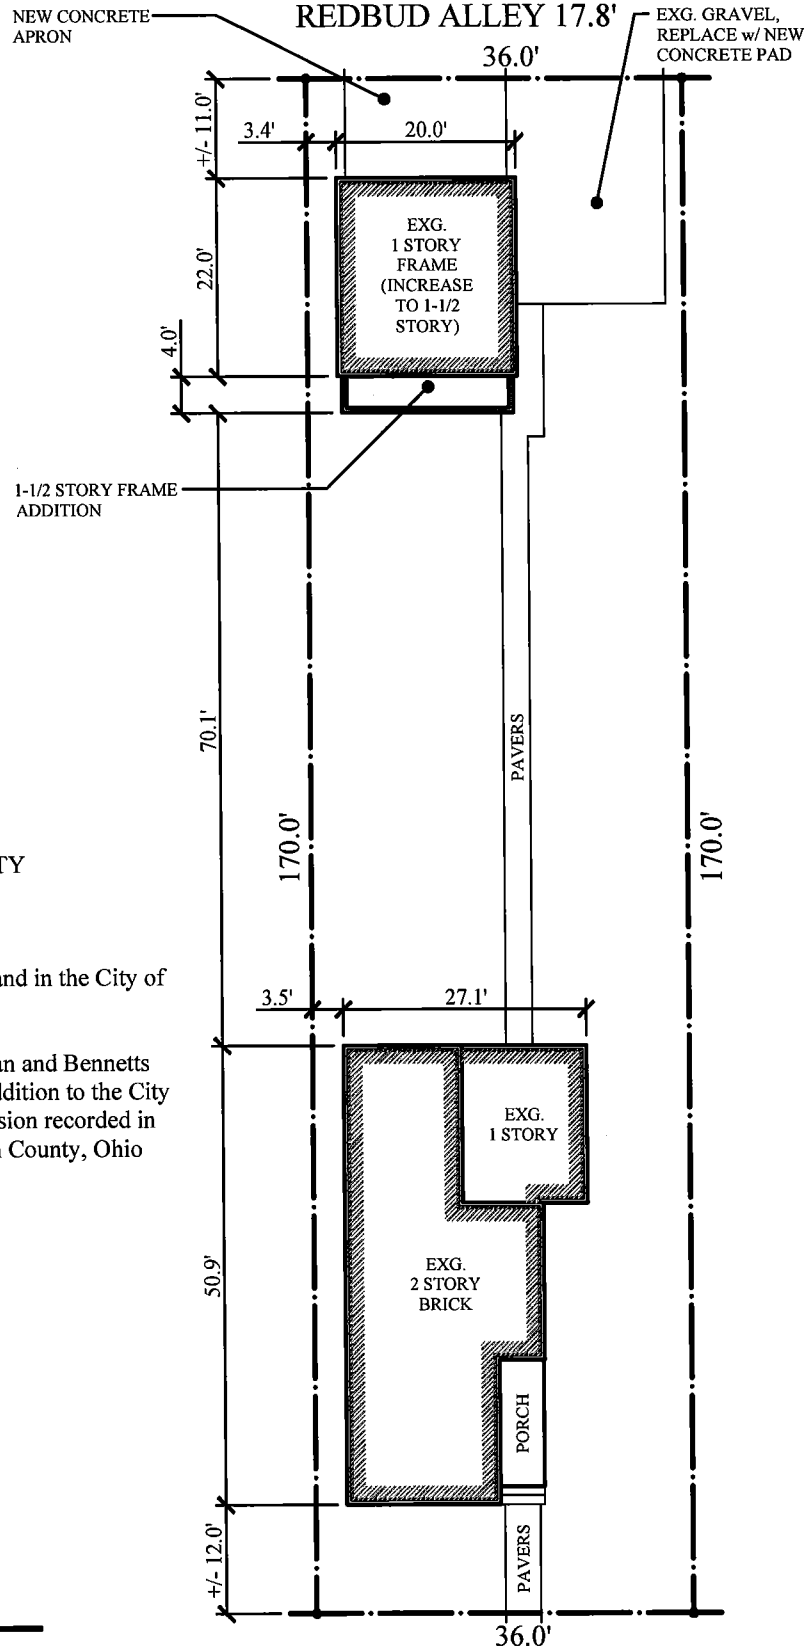 REDBUD ALLEY 17.8'
NEW CONCRETE
APRON
EXG. GRAVEL,
REPLACE w/ NEW
CONCRETE PAD
36.0'
+/- 11.0'
3.4'
20.0'
22.0'
EXG.
1 STORY
FRAME
(INCREASE
TO 1-1/2
STORY)
4.0'
1-1/2 STORY FRAME
ADDITION
70.1'
PAVERS
170.0'
170.0'
TY
and in the City of
an and Bennetts
ddition to the City
sion recorded in
County, Ohio
3.5'
27.1'
EXG.
1 STORY
EXG.
2 STORY
BRICK
50.9'
PORCH
PAVERS
+/- 12.0'
36.0'